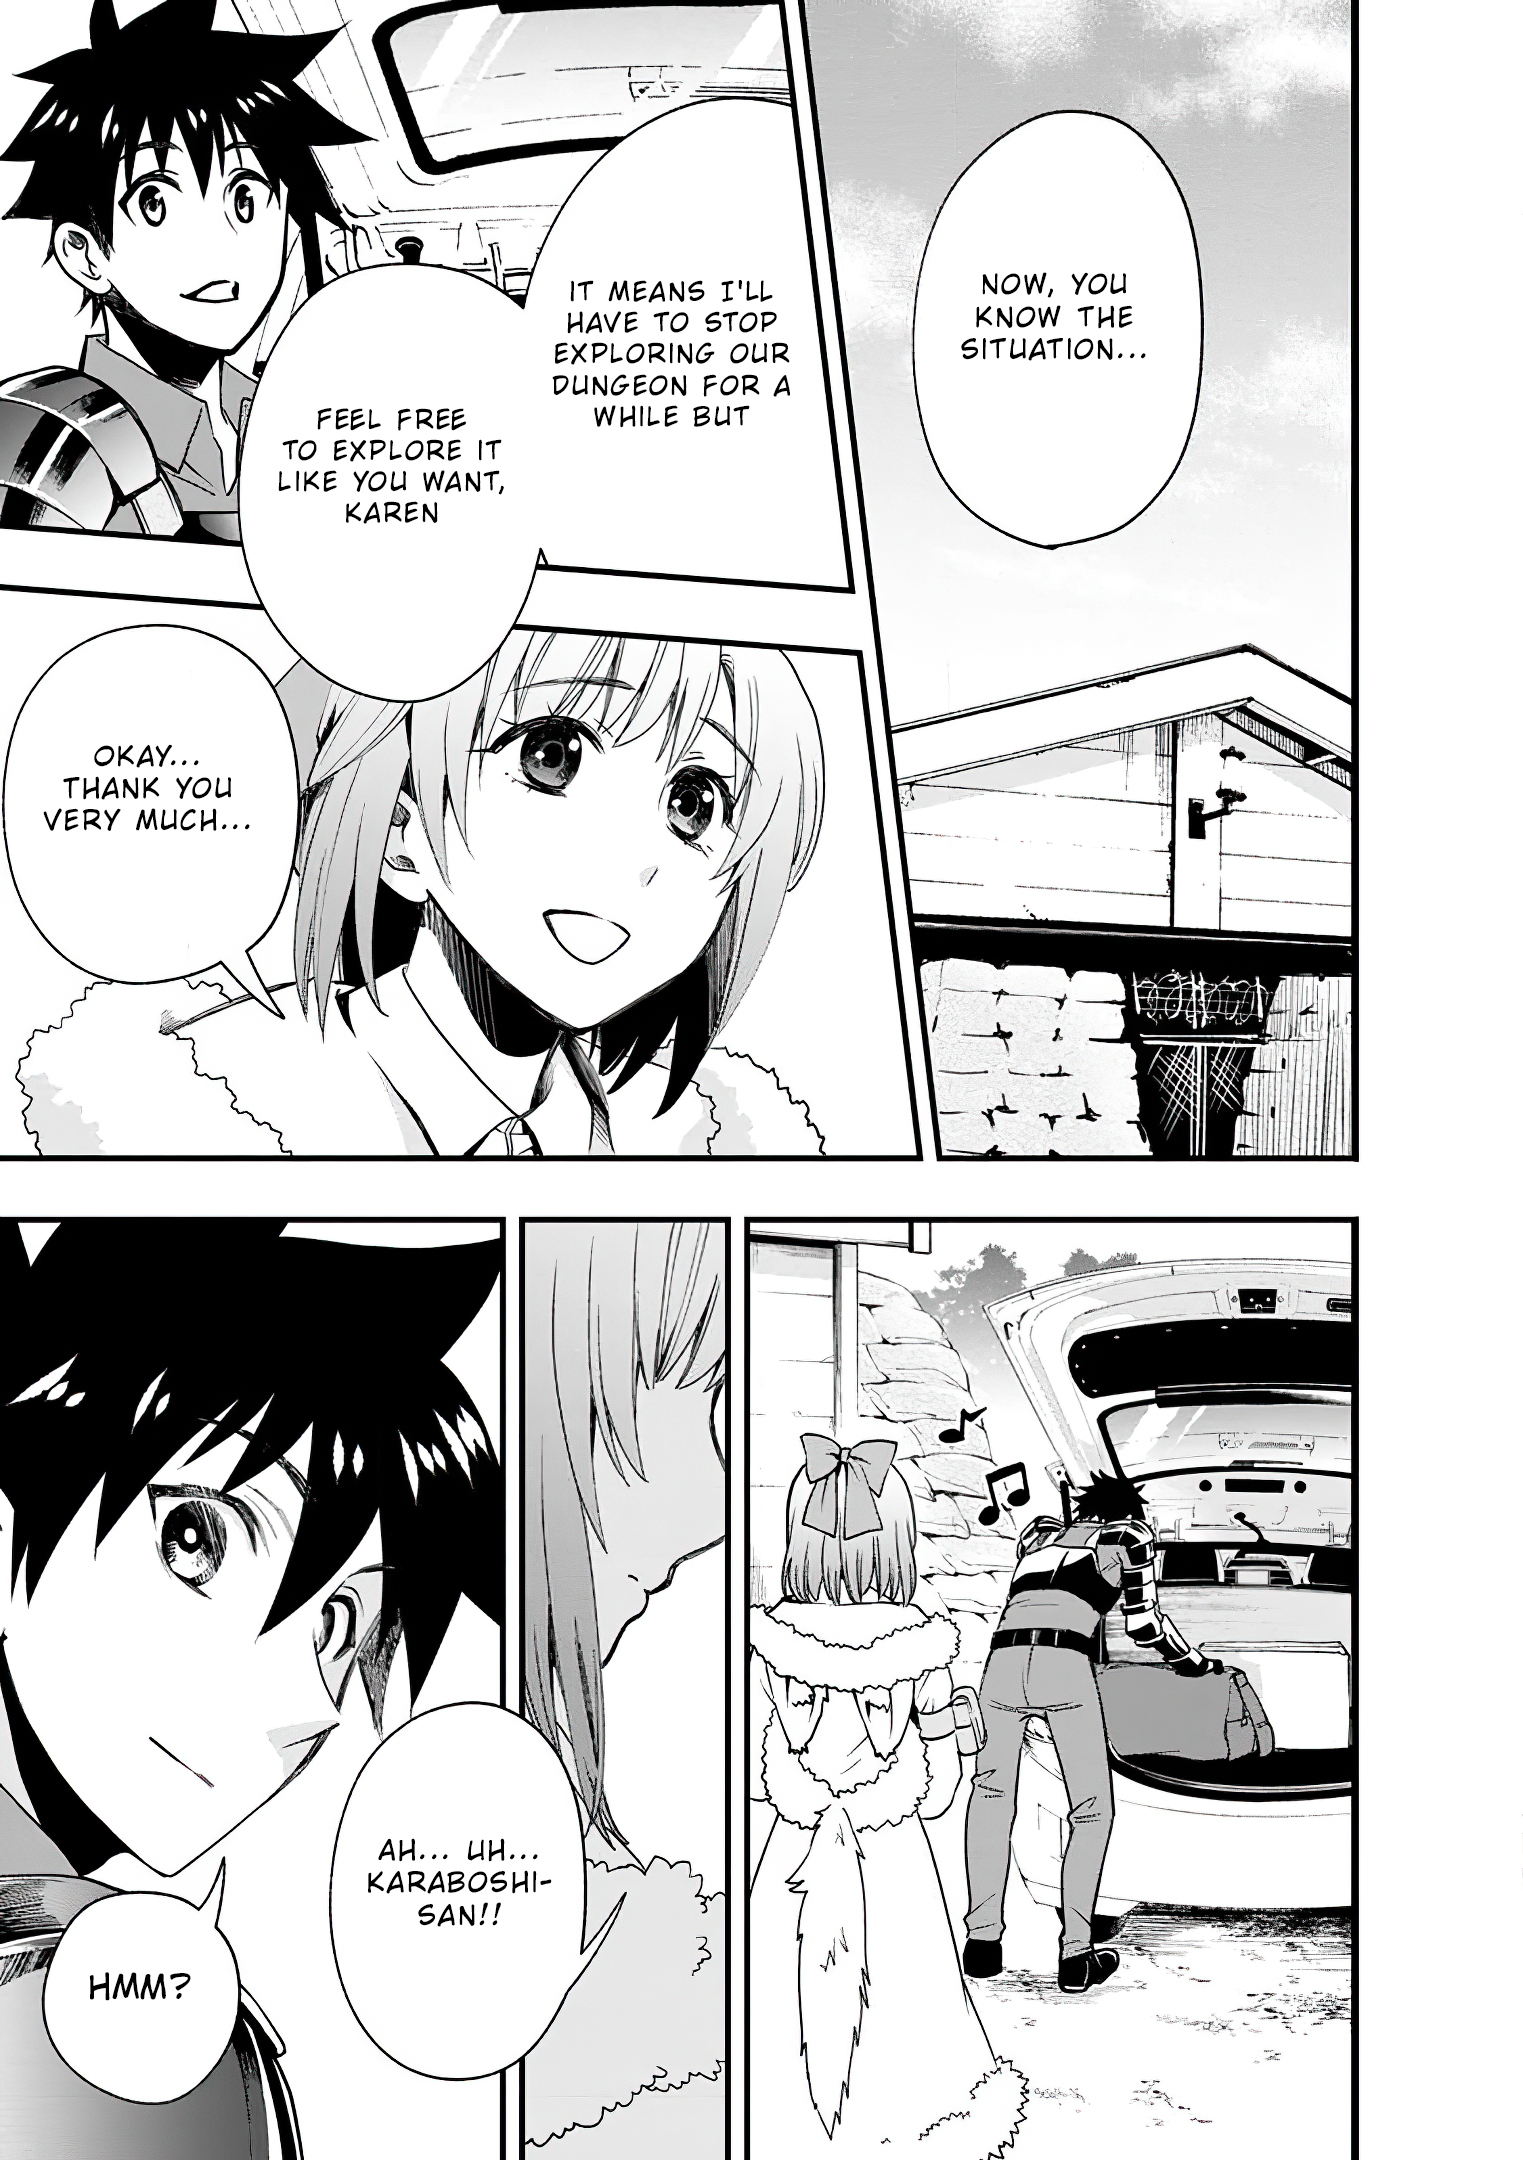 NOW, YOU
KNOW THE
SITUATION...
IT MEANS I'LL
HAVE TO STOP
EXPLORING OUR
DUNGEON FOR A
WHILE BUT
FEEL FREE
TO EXPLORE IT
LIKE YOU WANT,
KAREN
OKAY...
THANK YOU
VERY MUCH...
AH... UH...
KARABOSHI-
SAN!!
HMM?